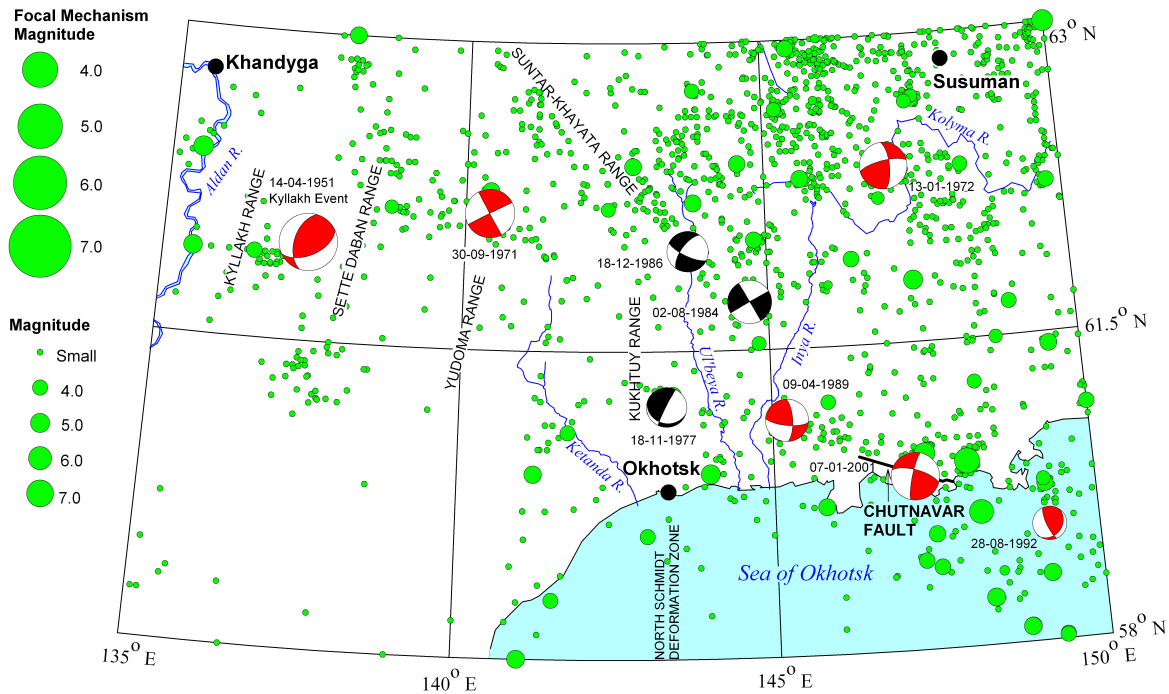 Focal Mechanism
Magnitude
4.0
5.0
6.0
7.0
Magnitude
Small
4.0
5.0
6.0
7.0
63° N
Khandyga
Susuman
SUNTAR-KHAYATA RANGE
Kolyma R.
Aldan R.
KYLLAKH RANGE
14-04-1951
Kyllakh Event
SETTE DABAN RANGE
13-01-1972
30-09-1971
18-12-1986
02-08-1984
YUDOMA RANGE
KUKHTUY RANGE
Ul'beya R.
Inya R.
61.5° N
09-04-1989
18-11-1977
Ketanda R.
Okhotsk
07-01-2001
CHUTNAVAR
FAULT
28-08-1992
NORTH SCHMIDT
DEFORMATION ZONE
Sea of Okhotsk
58° N
135° E
140° E
145° E
150° E